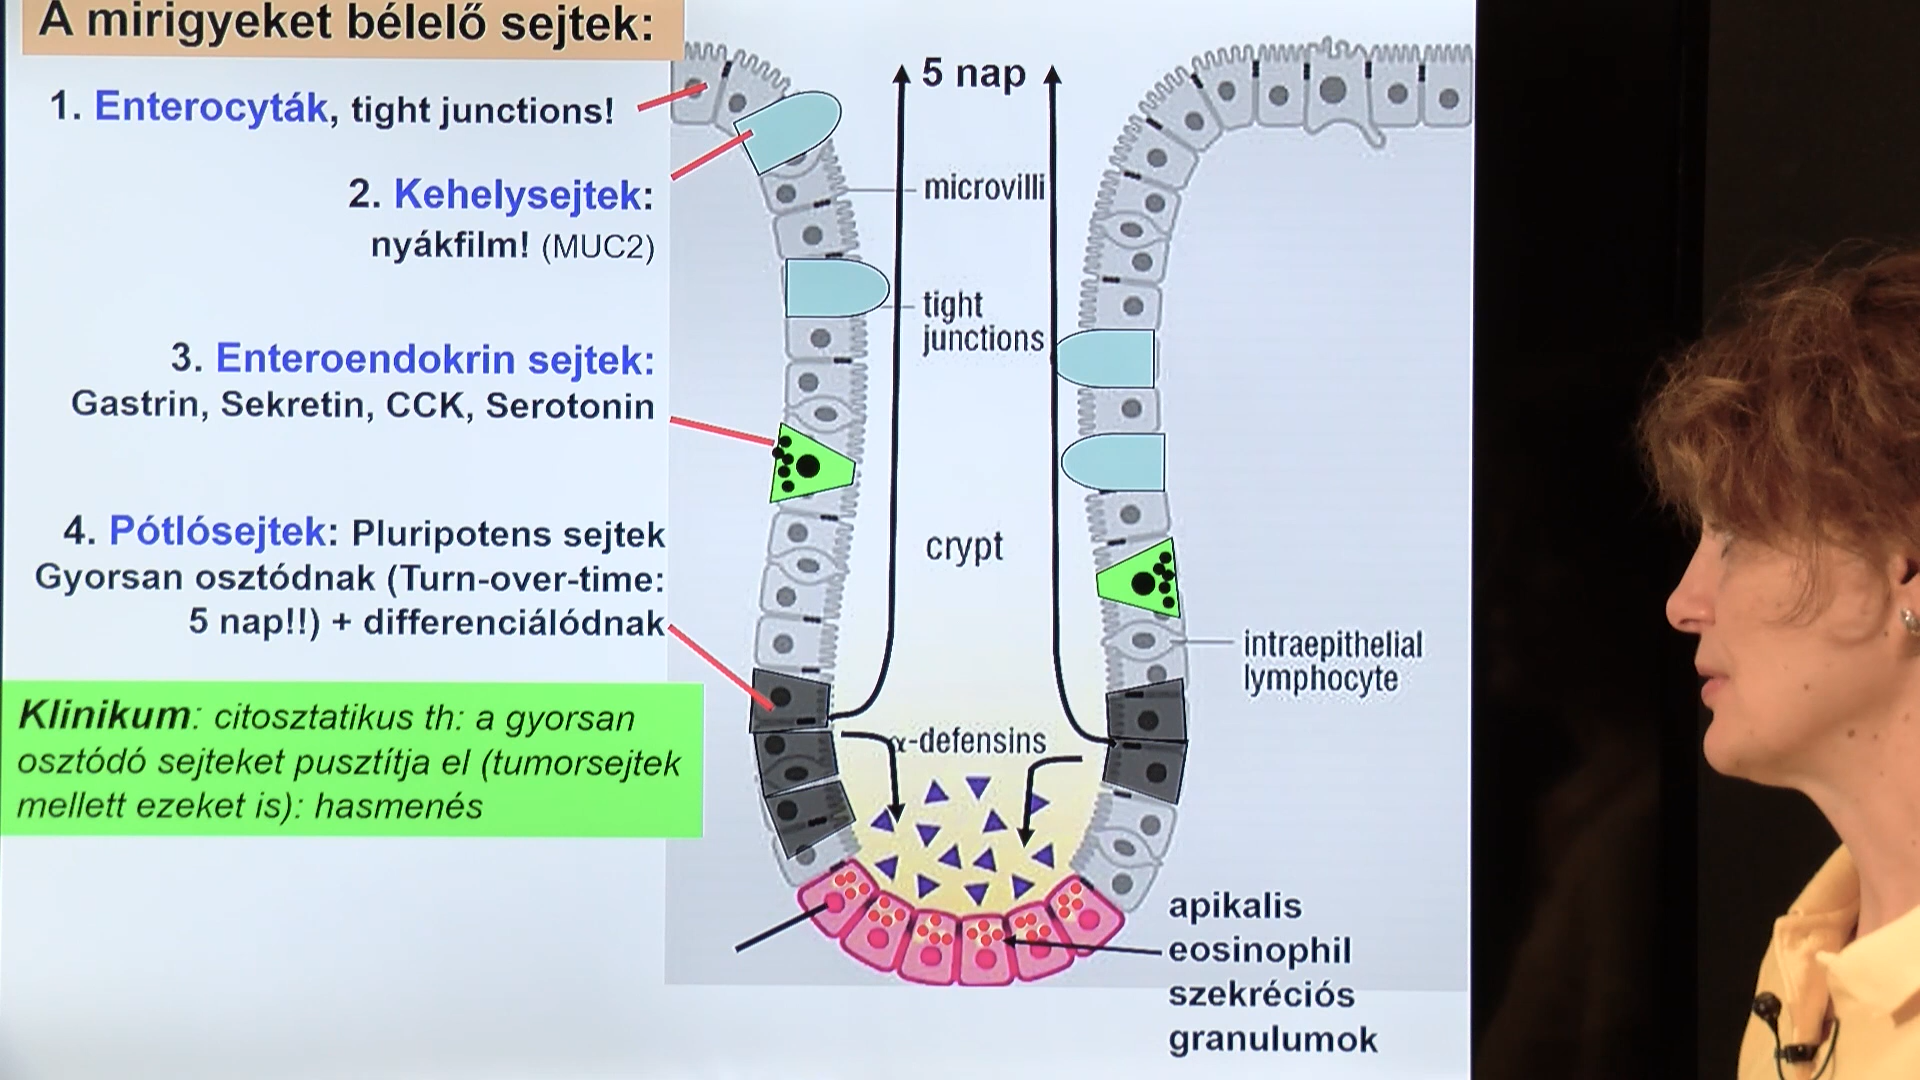 A mirigyeket bélelő sejtek:
1. Enterocyták, tight junctions!
2. Kehelysejtek:
nyákfilm! (MUC2)
3. Enteroendokrin sejtek:
Gastrin, Sekretin, CCK, Serotonin
4. Pótlósejtek: Pluripotens sejtek
Gyorsan osztódnak (Turn-over-time:
5 nap!!) + differenciálódnak
Klinikum: citosztatikus th: a gyorsan
osztódó sejteket pusztítja el (tumorsejtek
mellett ezeket is): hasmenés
5 nap
microvilli
tight
junctions
crypt
intraepithelial
lymphocyte
α-defensins
apikalis
eosinophil
szekréciós
granulumok